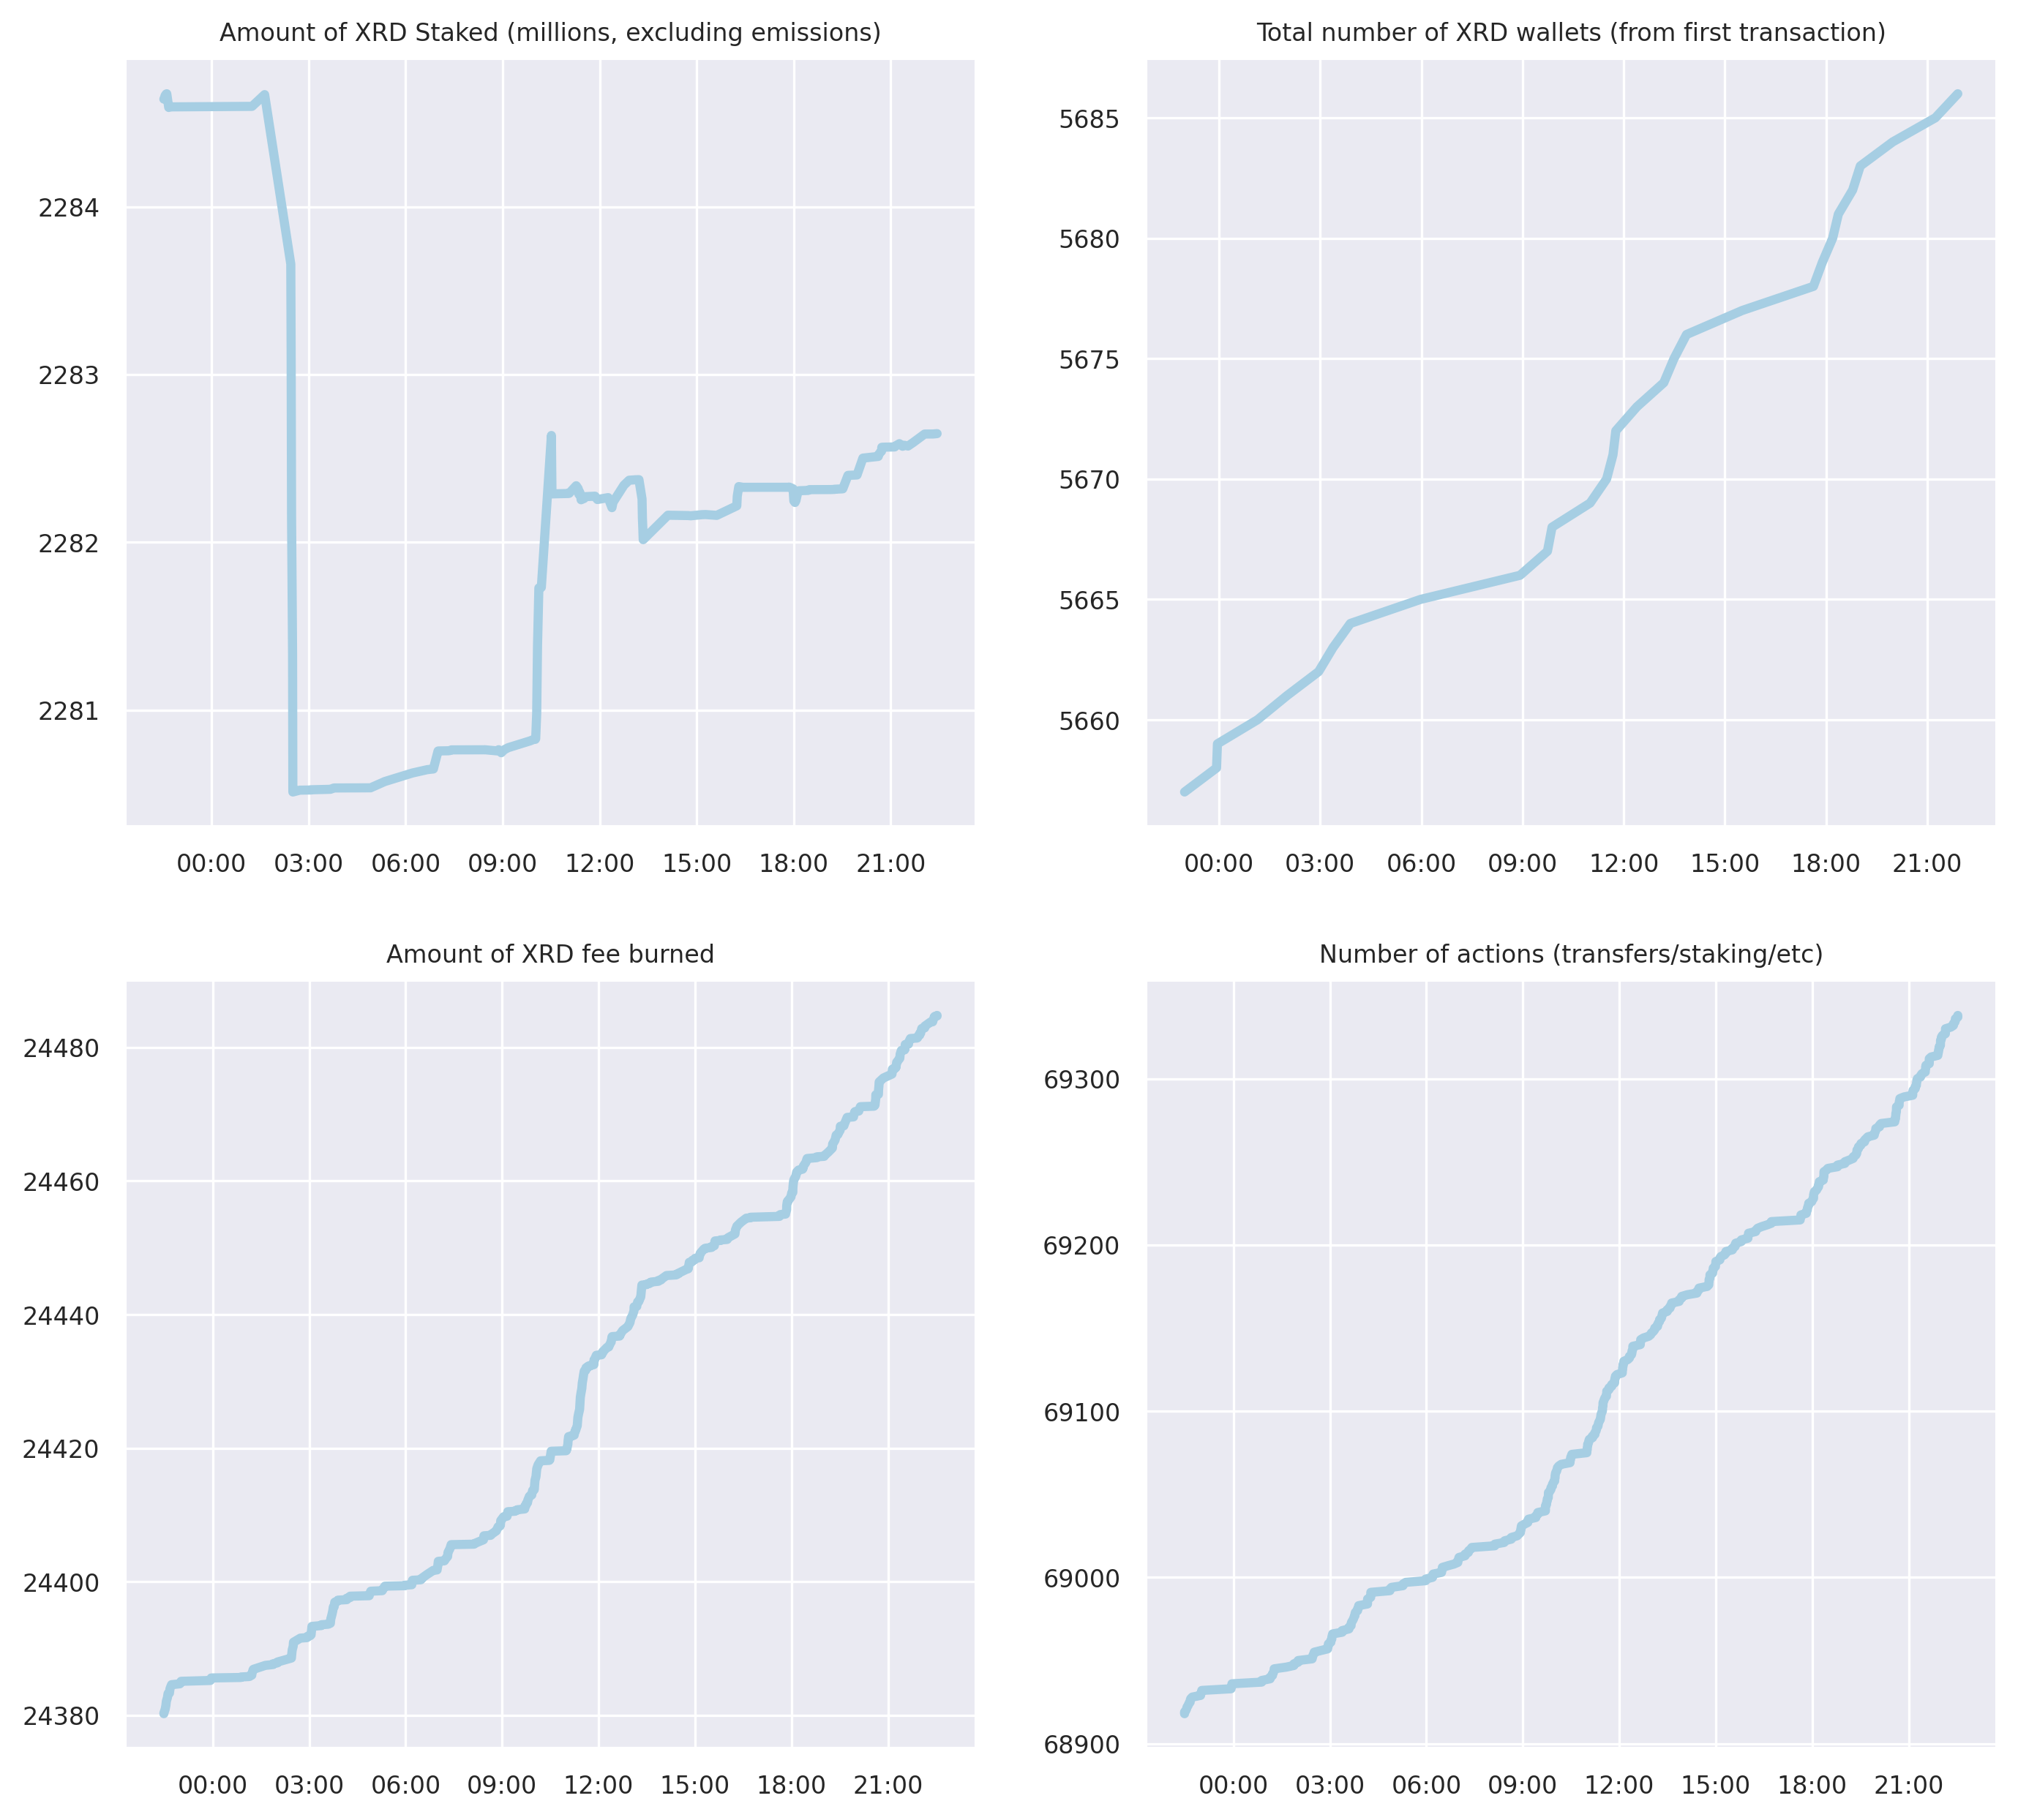 Amount of XRD Staked (millions, excluding emissions)
2284
2283
2282
2281
00:00 03:00 06:00 09:00 12:00 15:00 18:00 21:00
Total number of XRD wallets (from first transaction)
5685
5680
5675
5670
5665
5660
00:00 03:00 06:00 09:00 12:00 15:00 18:00 21:00
Amount of XRD fee burned
24480
24460
24440
24420
24400
24380
00:00 03:00 06:00 09:00 12:00 15:00 18:00 21:00
Number of actions (transfers/staking/etc)
69300
69200
69100
69000
68900
00:00 03:00 06:00 09:00 12:00 15:00 18:00 21:00